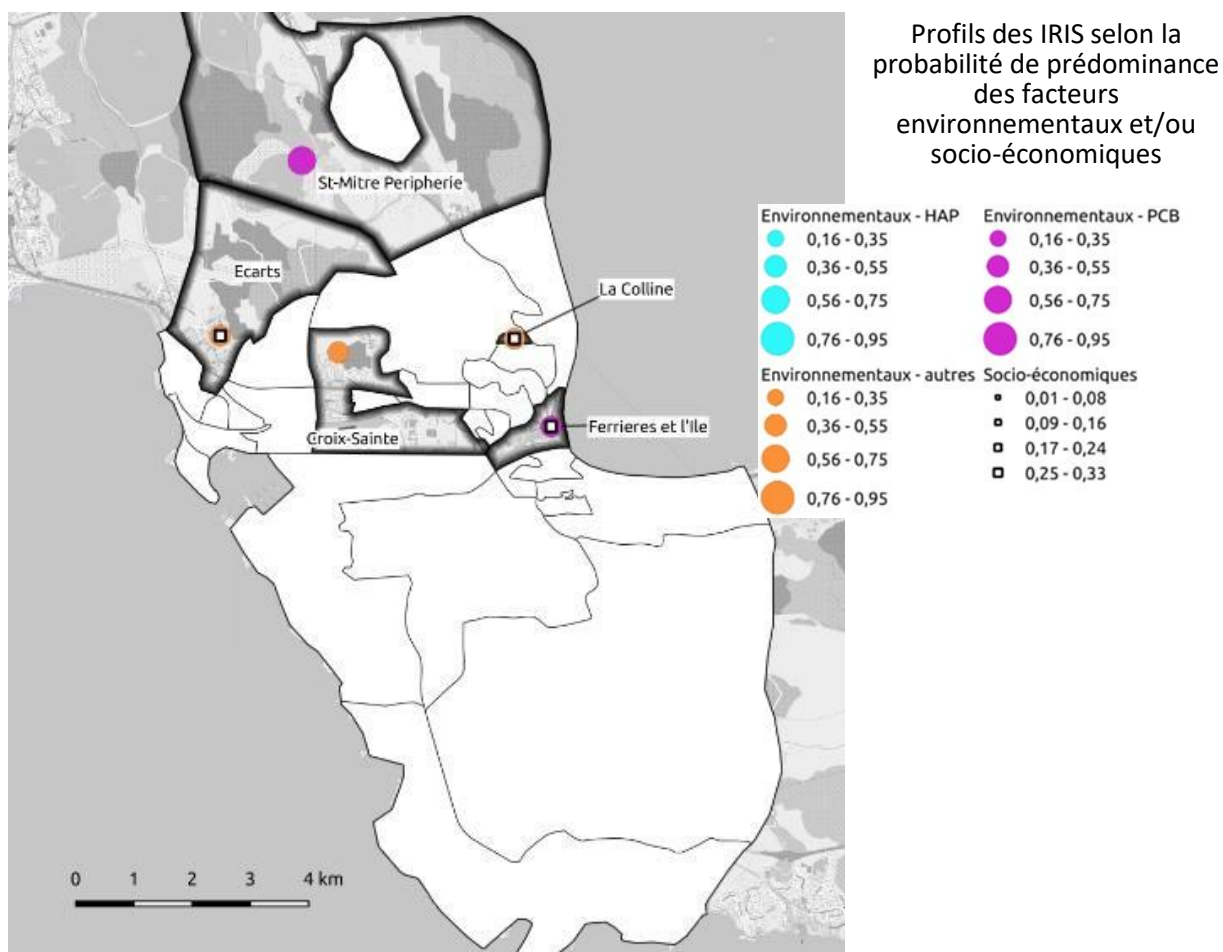 Profils des IRIS selon la
probabilité de prédominance
des facteurs
environnementaux et/ou
socio-économiques
St-Mitre Peripherie
Ecarts
La Colline
Croix-Sainte
Ferrieres et l'Ile
Environnementaux - HAP
0,16 - 0,35
0,36 - 0,55
0,56 - 0,75
0,76 - 0,95
Environnementaux - PCB
0,16 - 0,35
0,36 - 0,55
0,56 - 0,75
0,76 - 0,95
Environnementaux - autres
0,16 - 0,35
0,36 - 0,55
0,56 - 0,75
0,76 - 0,95
Socio-économiques
0,01 - 0,08
0,09 - 0,16
0,17 - 0,24
0,25 - 0,33
0 1 2 3 4 km